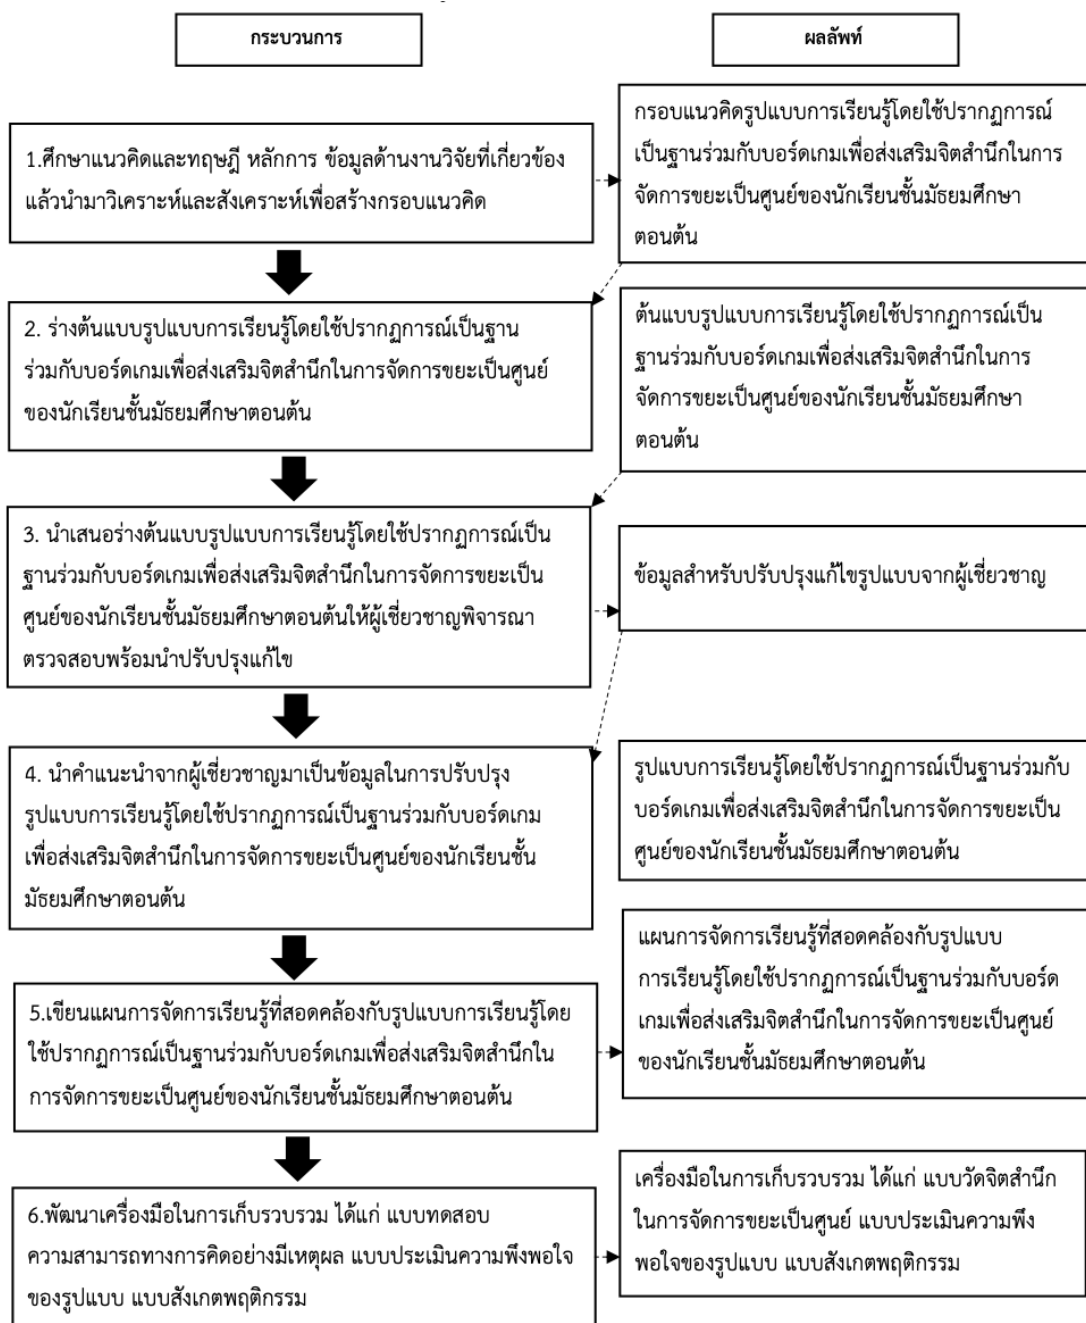 กระบวนการ
ผลลัพท์
1.ศึกษาแนวคิดและทฤษฎี หลักการ ข้อมูลด้านงานวิจัยที่เกี่ยวข้อง
แล้วนำมาวิเคราะห์และสังเคราะห์เพื่อสร้างกรอบแนวคิด
กรอบแนวคิดรูปแบบการเรียนรู้โดยใช้ปรากฏการณ์
เป็นฐานร่วมกับบอร์ดเกมเพื่อส่งเสริมจิตสำนึกในการ
จัดการขยะเป็นศูนย์ของนักเรียนชั้นมัธยมศึกษา
ตอนต้น
2. ร่างต้นแบบรูปแบบการเรียนรู้โดยใช้ปรากฏการณ์เป็นฐาน
ร่วมกับบอร์ดเกมเพื่อส่งเสริมจิตสำนึกในการจัดการขยะเป็นศูนย์
ของนักเรียนชั้นมัธยมศึกษาตอนต้น
ต้นแบบรูปแบบการเรียนรู้โดยใช้ปรากฏการณ์เป็น
ฐานร่วมกับบอร์ดเกมเพื่อส่งเสริมจิตสำนึกในการ
จัดการขยะเป็นศูนย์ของนักเรียนชั้นมัธยมศึกษา
ตอนต้น
3. นำเสนอร่างต้นแบบรูปแบบการเรียนรู้โดยใช้ปรากฏการณ์เป็น
ฐานร่วมกับบอร์ดเกมเพื่อส่งเสริมจิตสำนึกในการจัดการขยะเป็น
ศูนย์ของนักเรียนชั้นมัธยมศึกษาตอนต้นให้ผู้เชี่ยวชาญพิจารณา
ตรวจสอบพร้อมนำปรับปรุงแก้ไข
ข้อมูลสำหรับปรับปรุงแก้ไขรูปแบบจากผู้เชี่ยวชาญ
4. นำคำแนะนำจากผู้เชี่ยวชาญมาเป็นข้อมูลในการปรับปรุง
รูปแบบการเรียนรู้โดยใช้ปรากฏการณ์เป็นฐานร่วมกับบอร์ดเกม
เพื่อส่งเสริมจิตสำนึกในการจัดการขยะเป็นศูนย์ของนักเรียนชั้น
มัธยมศึกษาตอนต้น
รูปแบบการเรียนรู้โดยใช้ปรากฏการณ์เป็นฐานร่วมกับ
บอร์ดเกมเพื่อส่งเสริมจิตสำนึกในการจัดการขยะเป็น
ศูนย์ของนักเรียนชั้นมัธยมศึกษาตอนต้น
5.เขียนแผนการจัดการเรียนรู้ที่สอดคล้องกับรูปแบบการเรียนรู้โดย
ใช้ปรากฏการณ์เป็นฐานร่วมกับบอร์ดเกมเพื่อส่งเสริมจิตสำนึกใน
การจัดการขยะเป็นศูนย์ของนักเรียนชั้นมัธยมศึกษาตอนต้น
แผนการจัดการเรียนรู้ที่สอดคล้องกับรูปแบบ
การเรียนรู้โดยใช้ปรากฏการณ์เป็นฐานร่วมกับบอร์ด
เกมเพื่อส่งเสริมจิตสำนึกในการจัดการขยะเป็นศูนย์
ของนักเรียนชั้นมัธยมศึกษาตอนต้น
6.พัฒนาเครื่องมือในการเก็บรวบรวม ได้แก่ แบบทดสอบ
ความสามารถทางการคิดอย่างมีเหตุผล แบบประเมินความพึงพอใจ
ของรูปแบบ แบบสังเกตพฤติกรรม
เครื่องมือในการเก็บรวบรวม ได้แก่ แบบวัดจิตสำนึก
ในการจัดการขยะเป็นศูนย์ แบบประเมินความพึง
พอใจของรูปแบบ แบบสังเกตพฤติกรรม